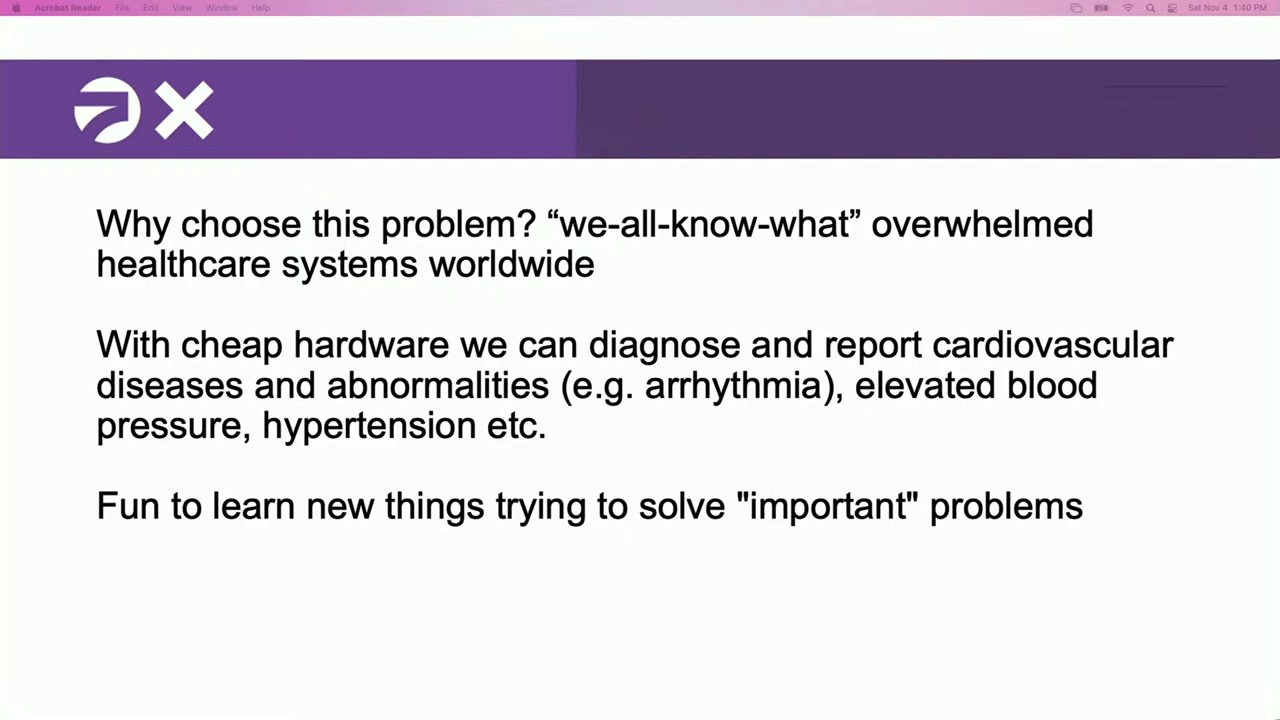 Acrobat Reader File Edit View Window Help Sat Nov 4 1:40 PM
Why choose this problem? “we-all-know-what” overwhelmed
healthcare systems worldwide
With cheap hardware we can diagnose and report cardiovascular
diseases and abnormalities (e.g. arrhythmia), elevated blood
pressure, hypertension etc.
Fun to learn new things trying to solve "important" problems